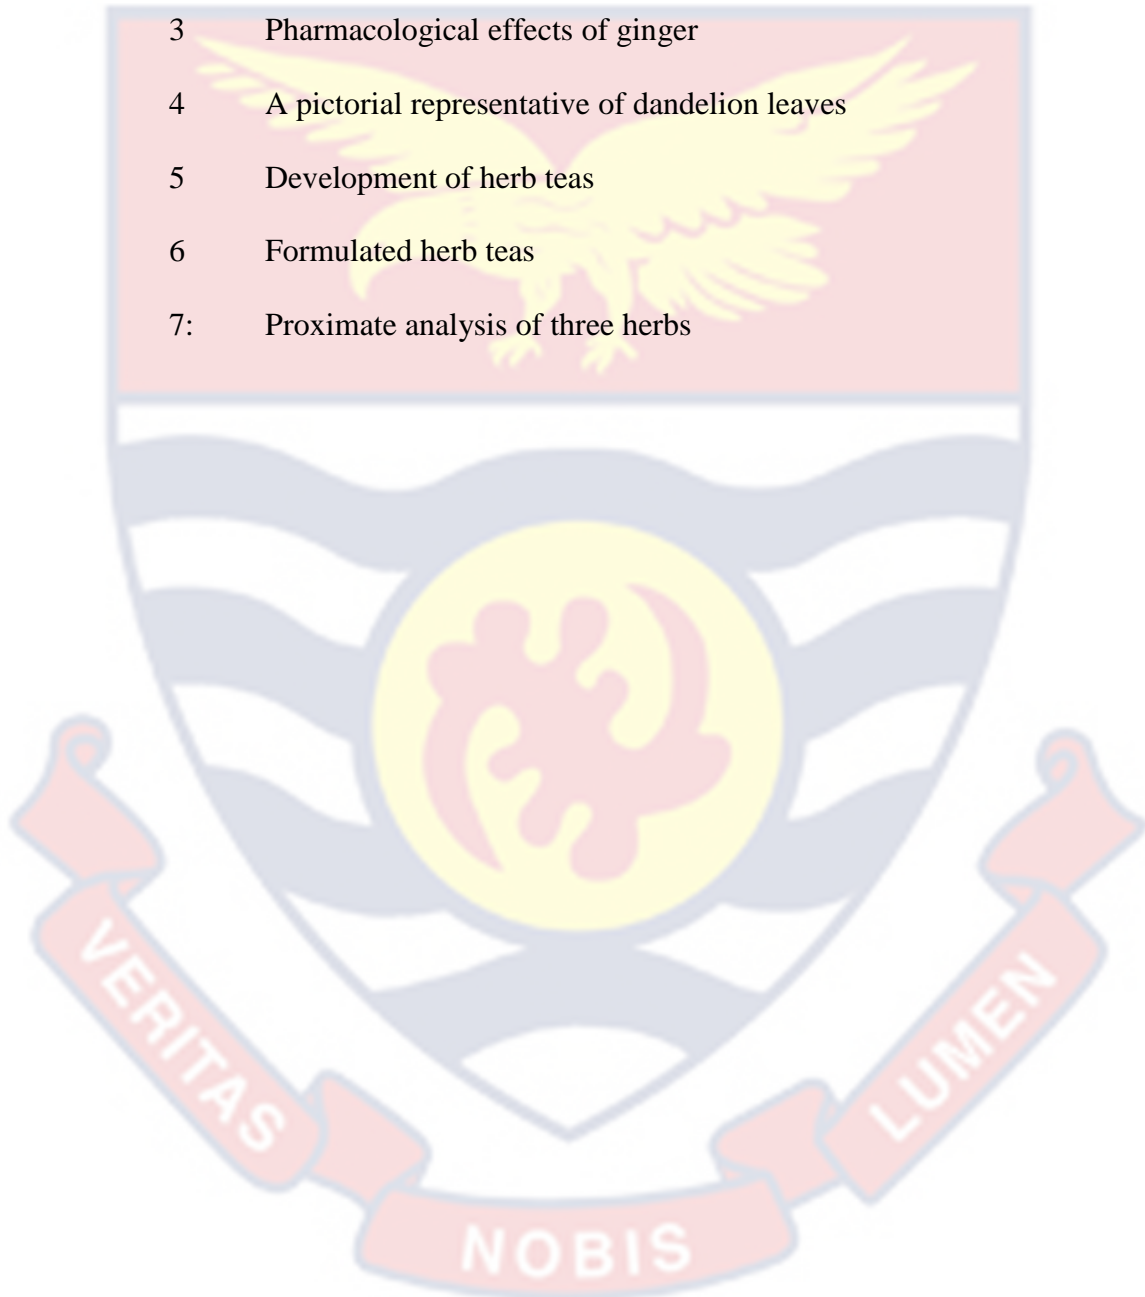 3 Pharmacological effects of ginger
4 A pictorial representative of dandelion leaves
5 Development of herb teas
6 Formulated herb teas
7: Proximate analysis of three herbs
VERITAS
NOBIS
LUMEN